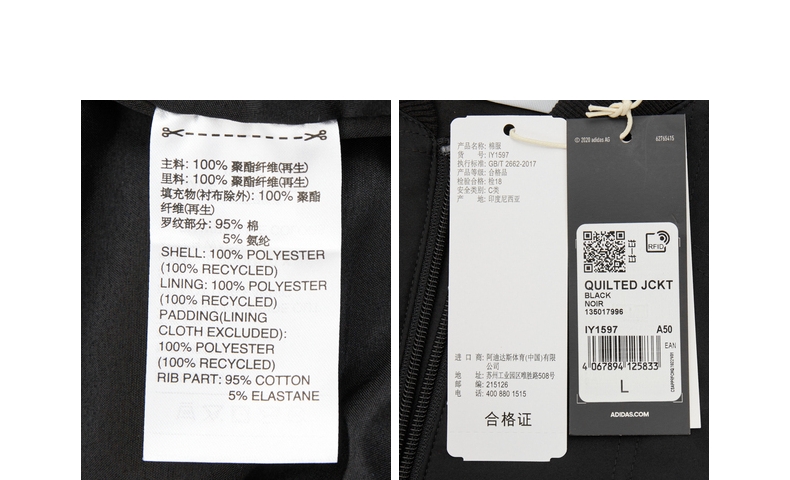 主料: 100% 聚酯纤维(再生)
里料: 100% 聚酯纤维(再生)
填充物(衬布除外): 100% 聚酯
纤维(再生)
罗纹部分: 95% 棉
5% 氨纶
SHELL: 100% POLYESTER
(100% RECYCLED)
LINING: 100% POLYESTER
(100% RECYCLED)
PADDING(LINING
CLOTH EXCLUDED):
100% POLYESTER
(100% RECYCLED)
RIB PART: 95% COTTON
5% ELASTANE
产品名称: 棉服
货 号: IY1597
执行标准: GB/T 2662-2017
产品等级: 合格品
检验合格: 检18
安全类别: C类
产 地: 印度尼西亚
进 口 商: 阿迪达斯体育(中国)有限
公司
地 址: 苏州工业园区唯胜路508号
邮 编: 215126
电 话: 400 880 1515
合格证
© 2020 adidas AG
62765415
RFID
QUILTED JCKT
BLACK
NOIR
135017996
IY1597 A50
EAN
4 067894 125833
L
ADIDAS.COM